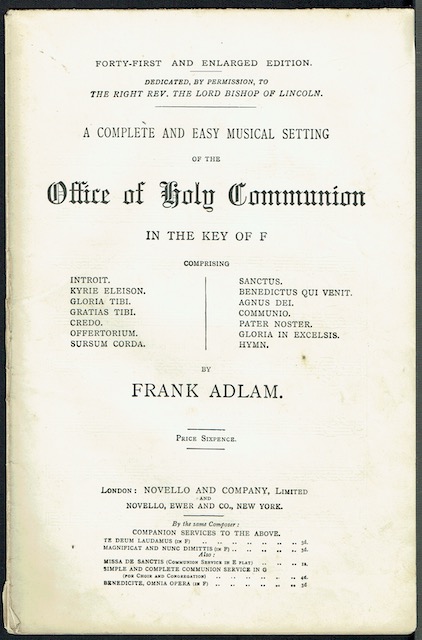 FORTY-FIRST AND ENLARGED EDITION.
DEDICATED, BY PERMISSION, TO
THE RIGHT REV. THE LORD BISHOP OF LINCOLN.
A COMPLETE AND EASY MUSICAL SETTING
OF THE
Office of Holy Communion
IN THE KEY OF F
COMPRISING
INTROIT.
KYRIE ELEISON.
GLORIA TIBI.
GRATIAS TIBI.
CREDO.
OFFERTORIUM.
SURSUM CORDA.
SANCTUS.
BENEDICTUS QUI VENIT.
AGNUS DEI.
COMMUNIO.
PATER NOSTER.
GLORIA IN EXCELSIS.
HYMN.
BY
FRANK ADLAM.
PRICE SIXPENCE.
LONDON: NOVELLO AND COMPANY, LIMITED
AND
NOVELLO, EWER AND CO., NEW YORK.
By the same Composer:
COMPANION SERVICES TO THE ABOVE.
TE DEUM LAUDAMUS (IN F) .. .. .. .. .. .. .. 3d.
MAGNIFICAT AND NUNC DIMITTIS (IN F) .. .. .. .. .. 3d.
Also:
MISSA DE SANCTIS (COMMUNION SERVICE IN E FLAT) .. .. .. 1s.
SIMPLE AND COMPLETE COMMUNION SERVICE IN G
(FOR CHOIR AND CONGREGATION) .. .. .. .. .. .. 4d.
BENEDICITE, OMNIA OPERA (IN F) .. .. .. .. .. .. 3d